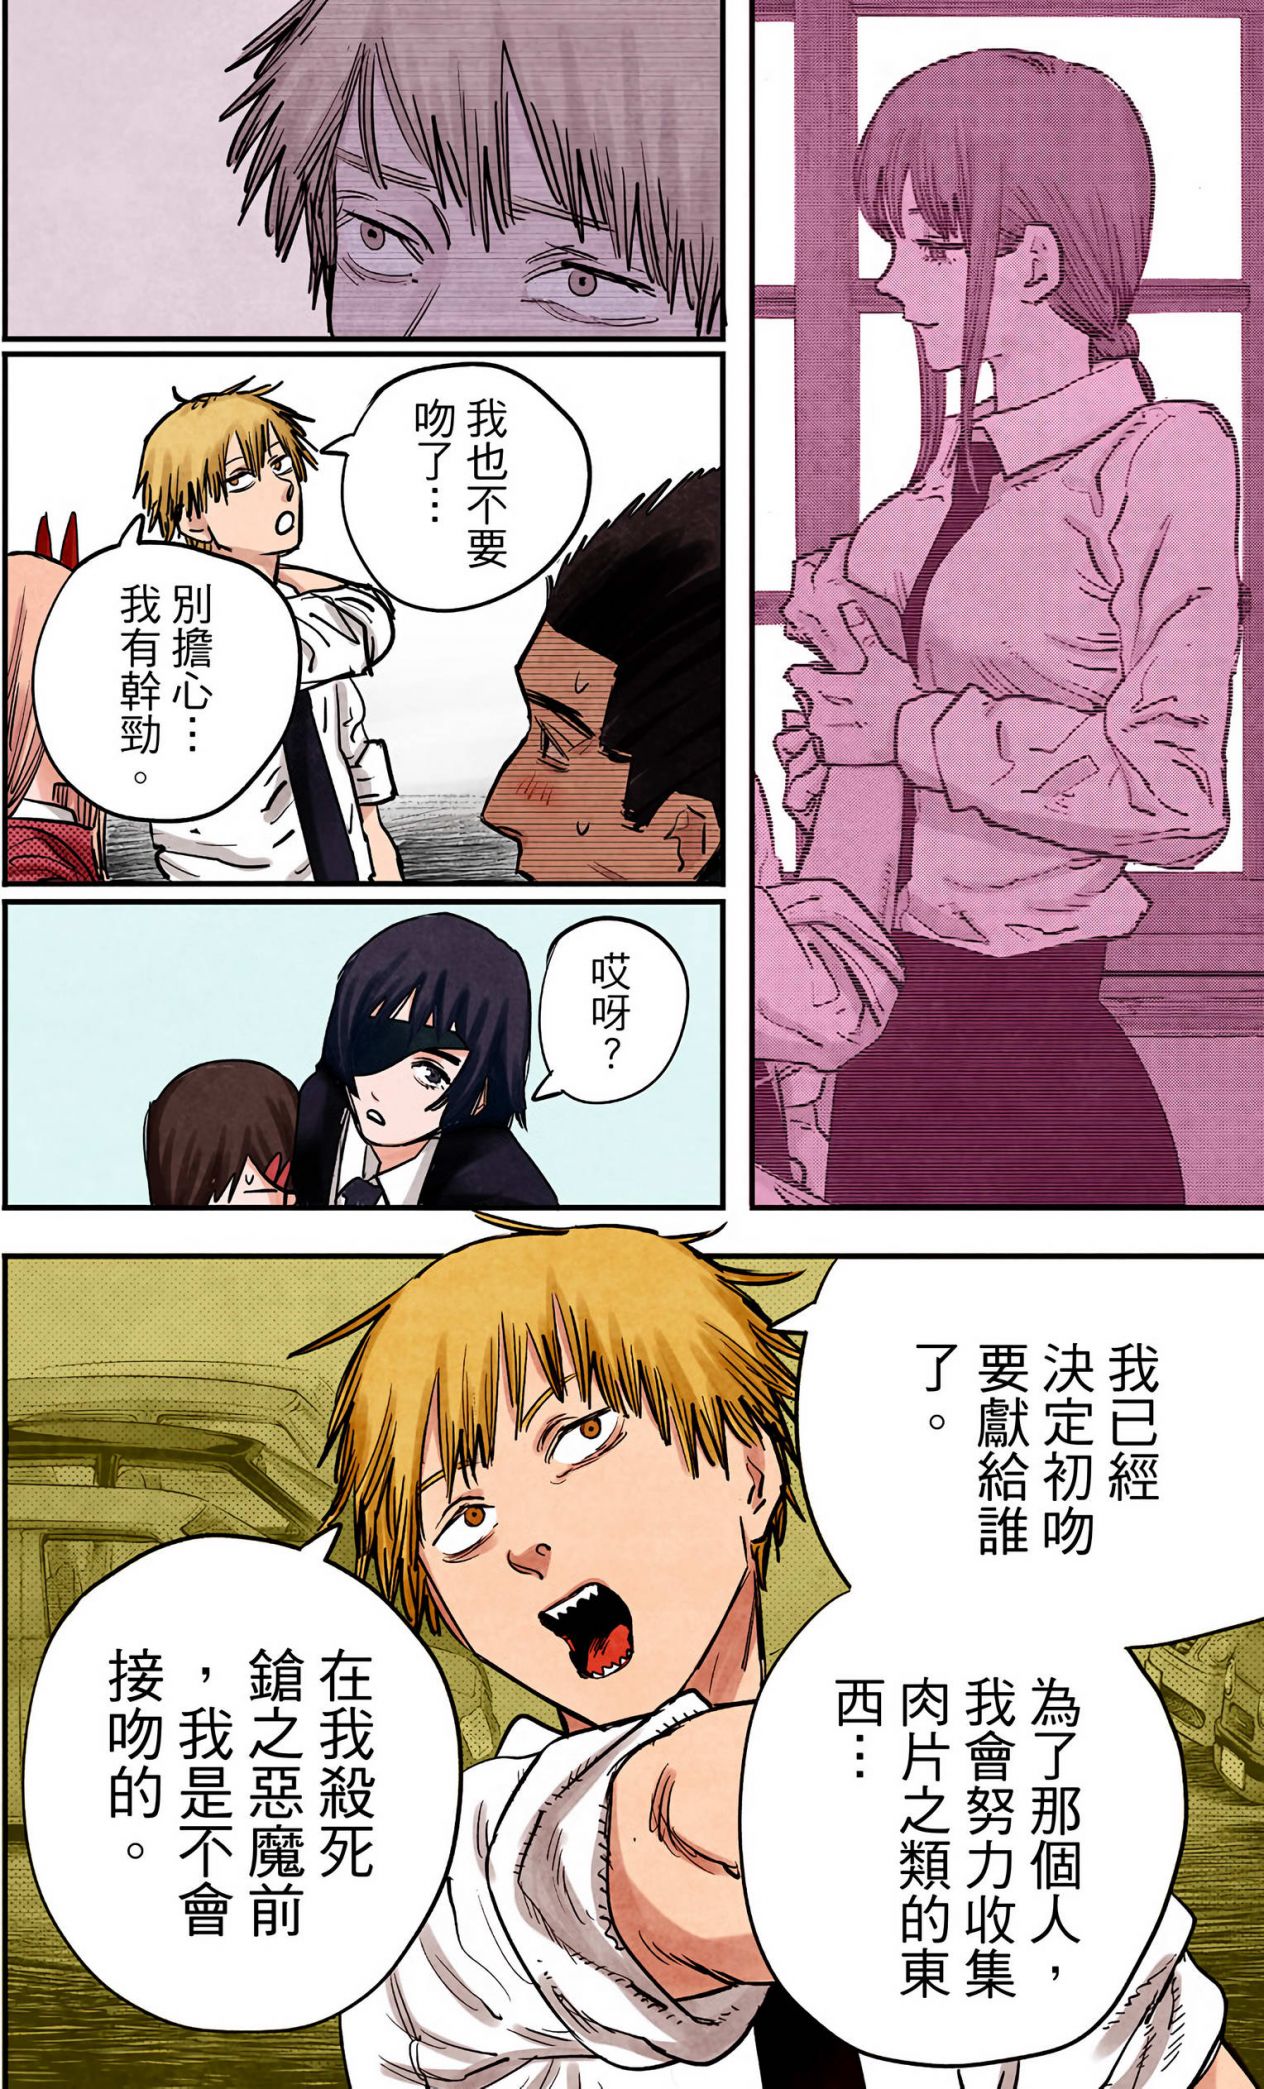 我也不要
吻了…
別擔心…
我有幹勁。
哎呀？
我已經
決定初吻
要獻給誰
了。
為了那個人，
我會努力收集
肉片之類的東
西…
在我殺死
鎗之惡魔前
，我是不會
接吻的。